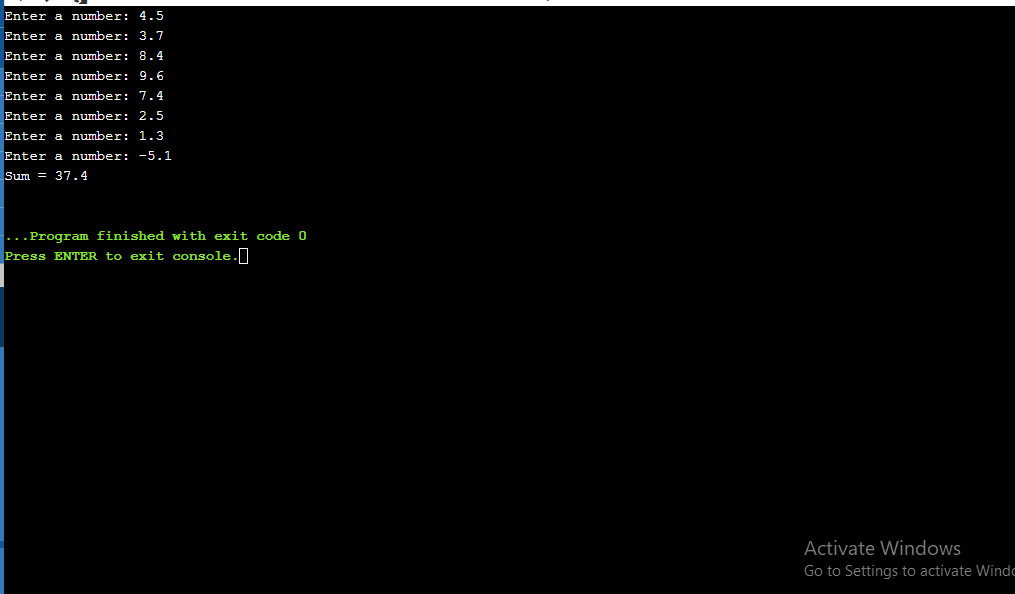 Enter a number: 4.5
Enter a number: 3.7
Enter a number: 8.4
Enter a number: 9.6
Enter a number: 7.4
Enter a number: 2.5
Enter a number: 1.3
Enter a number: -5.1
Sum = 37.4
...Program finished with exit code 0
Press ENTER to exit console.
Activate Windows
Go to Settings to activate Windo